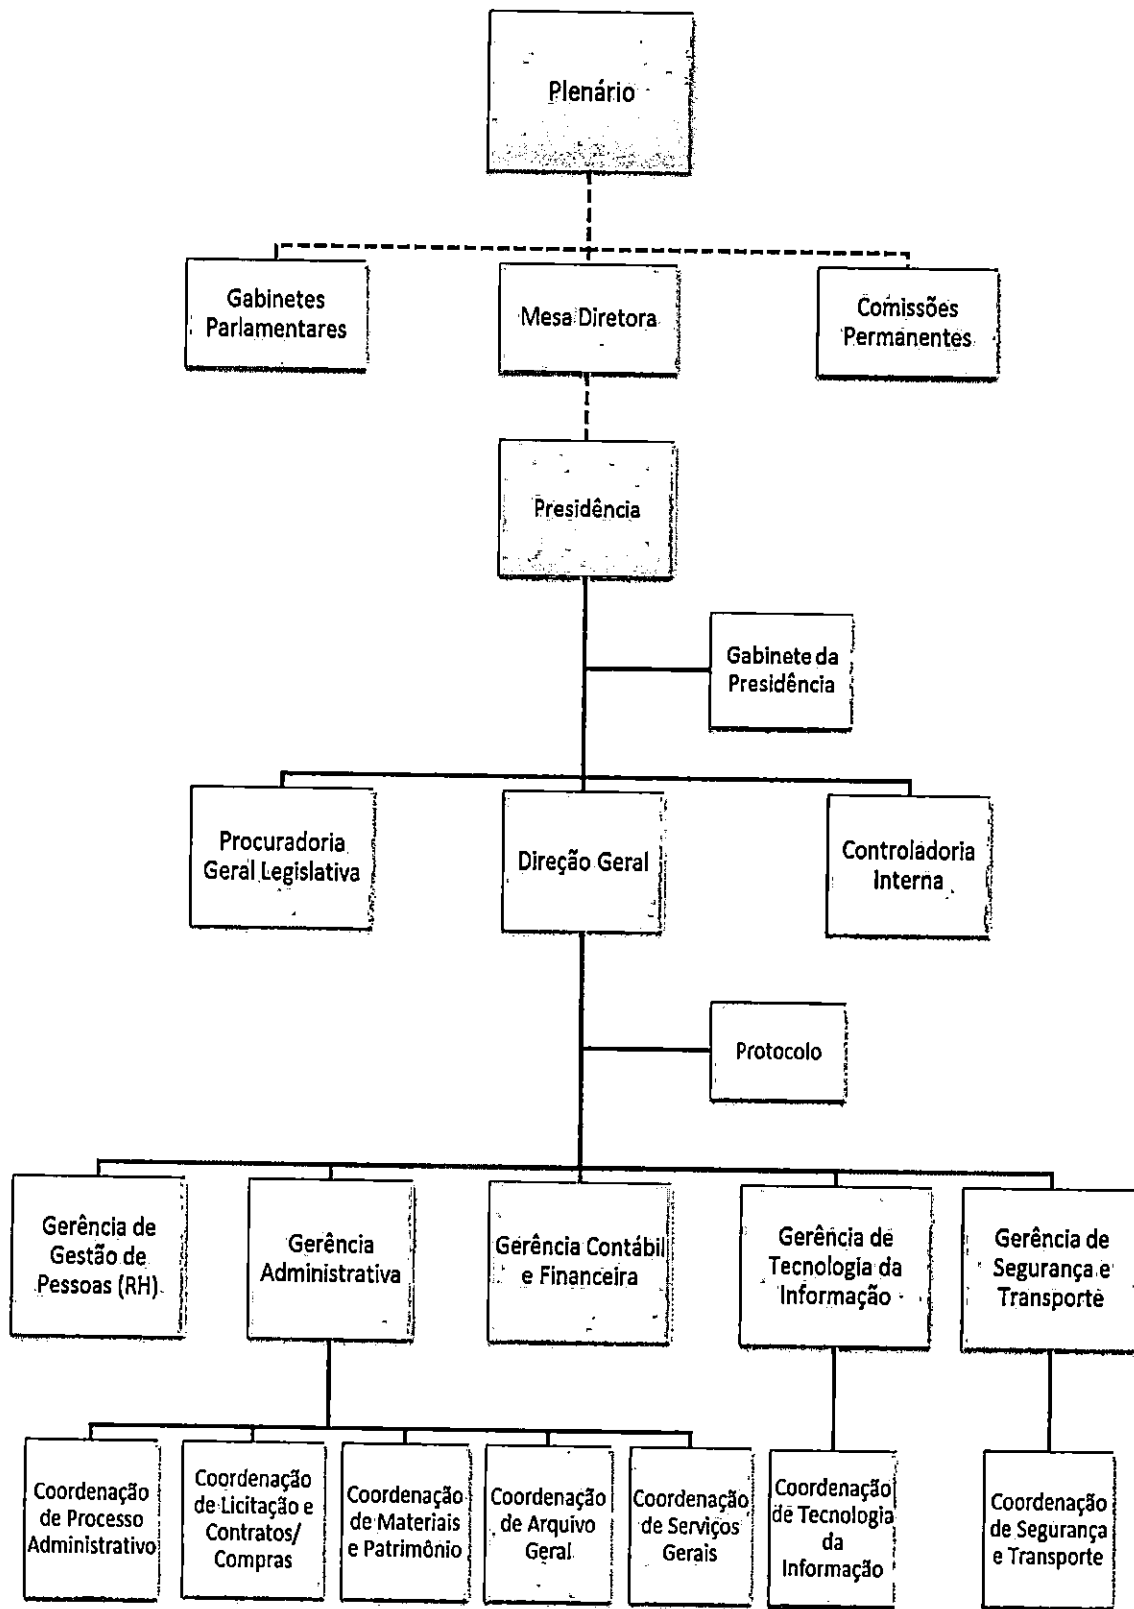 Plenário
Gabinetes
Parlamentares
Mesa Diretora
Comissões
Permanentes
Presidência
Gabinete da
Presidência
Procuradoria
Geral Legislativa
Direção Geral
Controladoria
Interna
Protocolo
Gerência de
Gestão de
Pessoas (RH)
Gerência
Administrativa
Gerência Contábil
e Financeira
Gerência de
Tecnologia da
Informação
Gerência de
Segurança e
Transporte
Coordenação
de Processo
Administrativo
Coordenação
de Licitação e
Contratos/
Compras
Coordenação
de Materiais
e Patrimônio
Coordenação
de Arquivo
Geral
Coordenação
de Serviços
Gerais
Coordenação
de Tecnologia
da
Informação
Coordenação
de Segurança
e Transporte